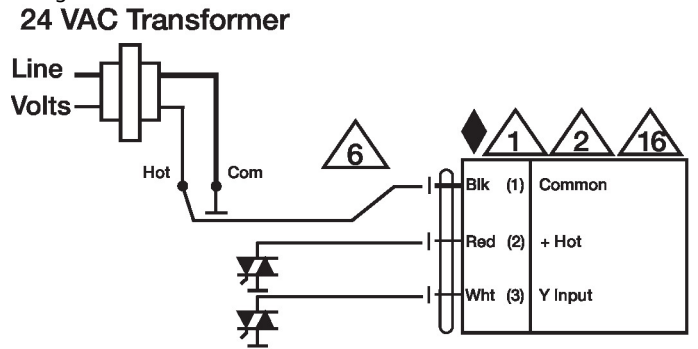 24 VAC Transformer
Line
Volts
Hot
Com
6
1
2
16
Blk (1) Common
Red (2) + Hot
Wht (3) Y Input